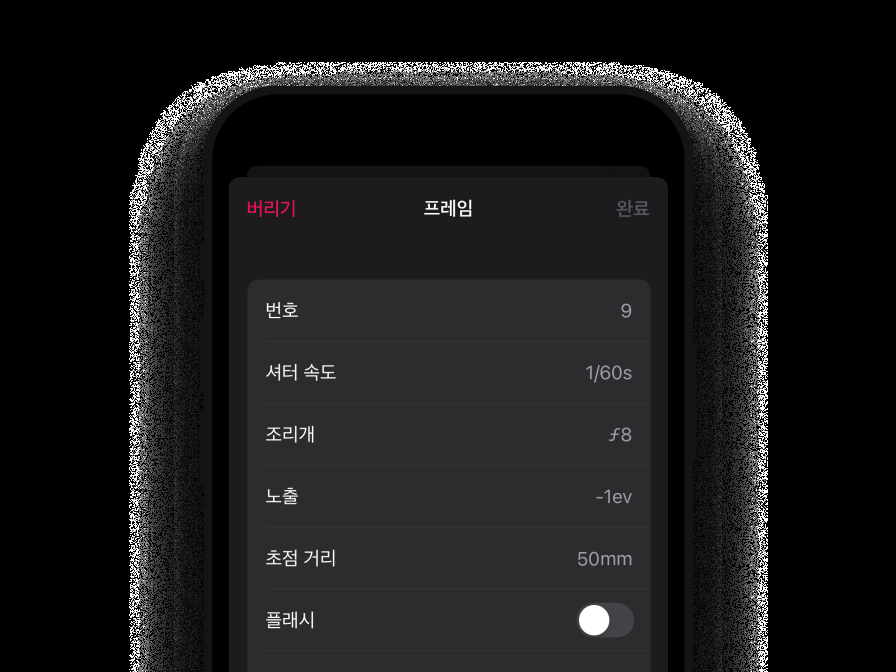 버리기 프레임 완료
번호 9
셔터 속도 1/60s
조리개 ƒ8
노출 -1ev
초점 거리 50mm
플래시